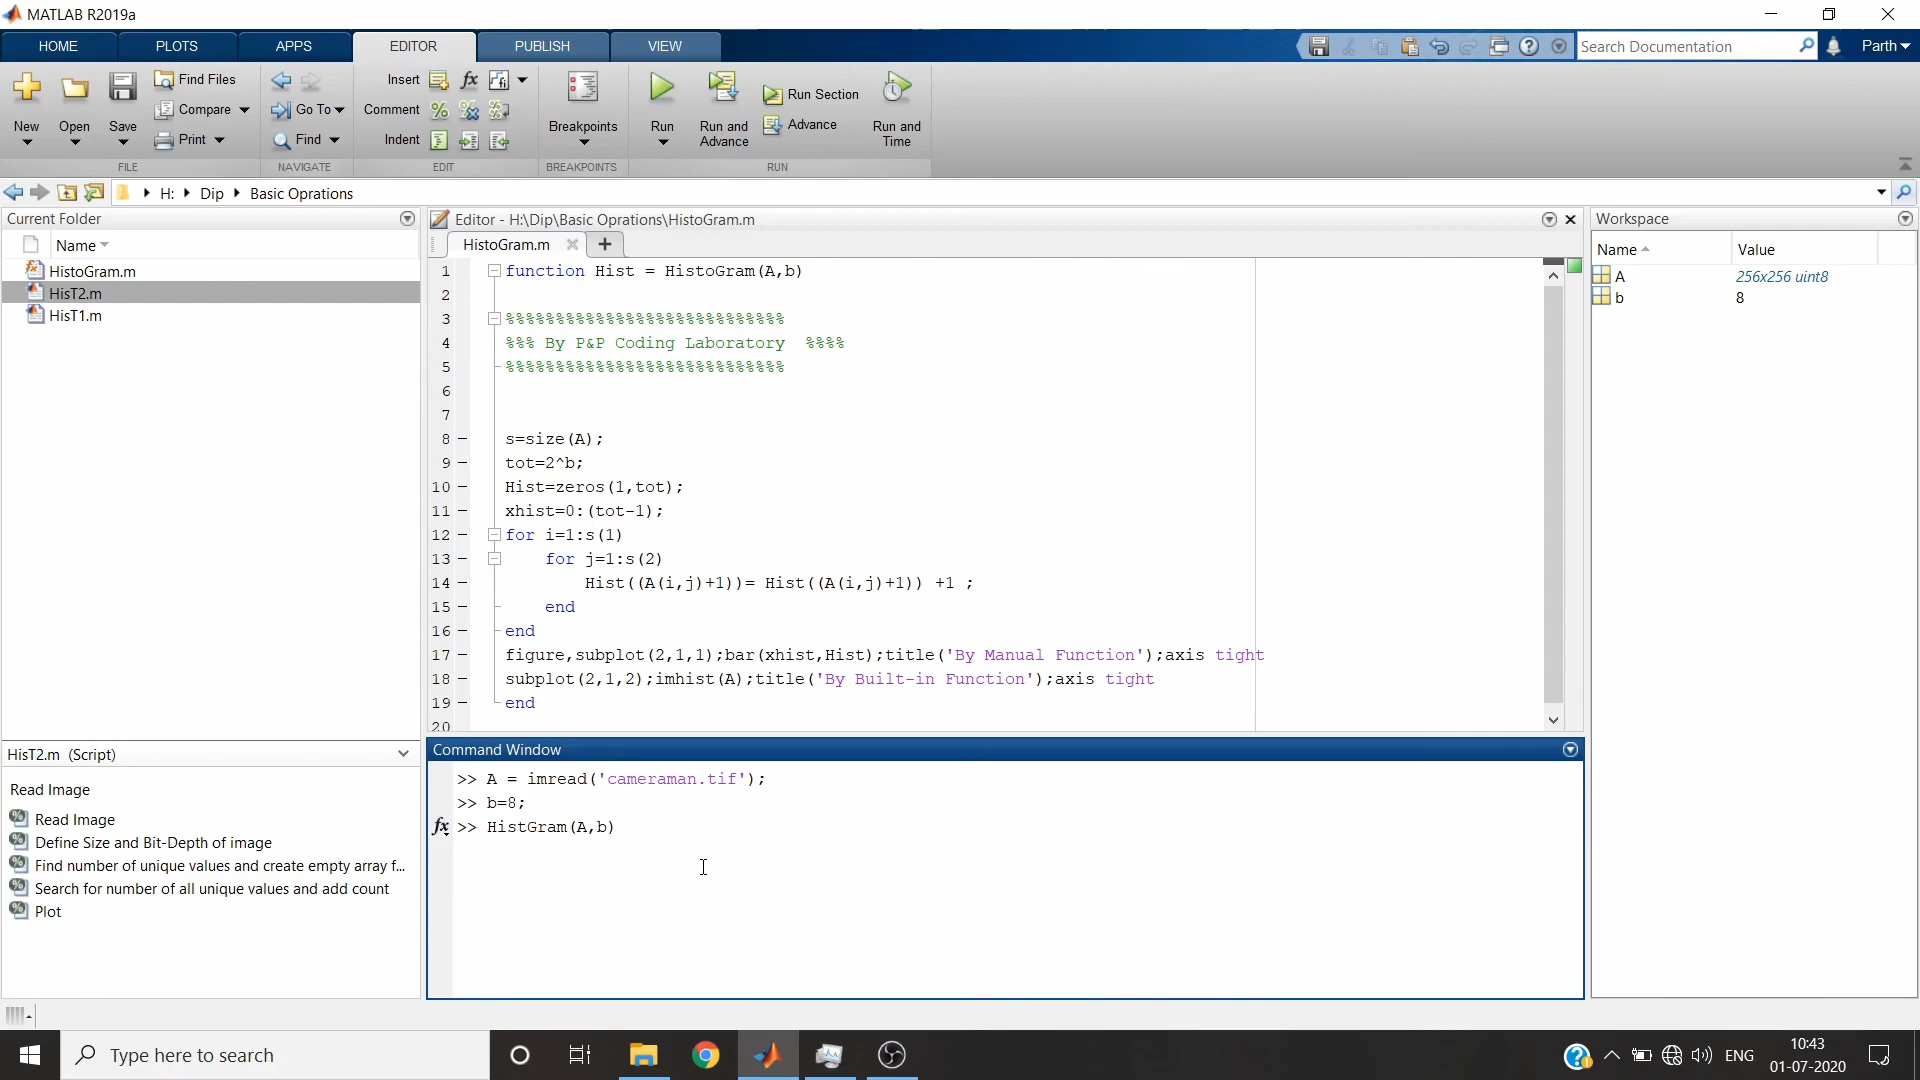 MATLAB R2019a
HOME PLOTS APPS EDITOR PUBLISH VIEW
Search Documentation
Parth
New
Open
Save
Find Files
Compare
Print
FILE
Go To
Find
NAVIGATE
Insert
Comment
Indent
EDIT
Breakpoints
BREAKPOINTS
Run
Run and
Advance
Run Section
Advance
Run and
Time
RUN
H: Dip Basic Oprations
Current Folder
Name
HistoGram.m
HisT2.m
HisT1.m
HisT2.m (Script)
Read Image
Read Image
Define Size and Bit-Depth of image
Find number of unique values and create empty array f...
Search for number of all unique values and add count
Plot
Editor - H:\Dip\Basic Oprations\HistoGram.m
HistoGram.m
1 function Hist = HistoGram(A,b)
2
3 %%%%%%%%%%%%%%%%%%%%%%%%%%%%
4 %%% By P&P Coding Laboratory  %%%%
5 %%%%%%%%%%%%%%%%%%%%%%%%%%%%
6
7
8 s=size(A);
9 tot=2^b;
10 Hist=zeros(1,tot);
11 xhist=0:(tot-1);
12 for i=1:s(1)
13 for j=1:s(2)
14 Hist((A(i,j)+1))= Hist((A(i,j)+1)) +1 ;
15 end
16 end
17 figure,subplot(2,1,1);bar(xhist,Hist);title('By Manual Function');axis tight
18 subplot(2,1,2);imhist(A);title('By Built-in Function');axis tight
19 end
20
Command Window
>> A = imread('cameraman.tif');
>> b=8;
fx >> HistGram(A,b)
Workspace
Name Value
A 256x256 uint8
b 8
Type here to search
ENG
10:43
01-07-2020